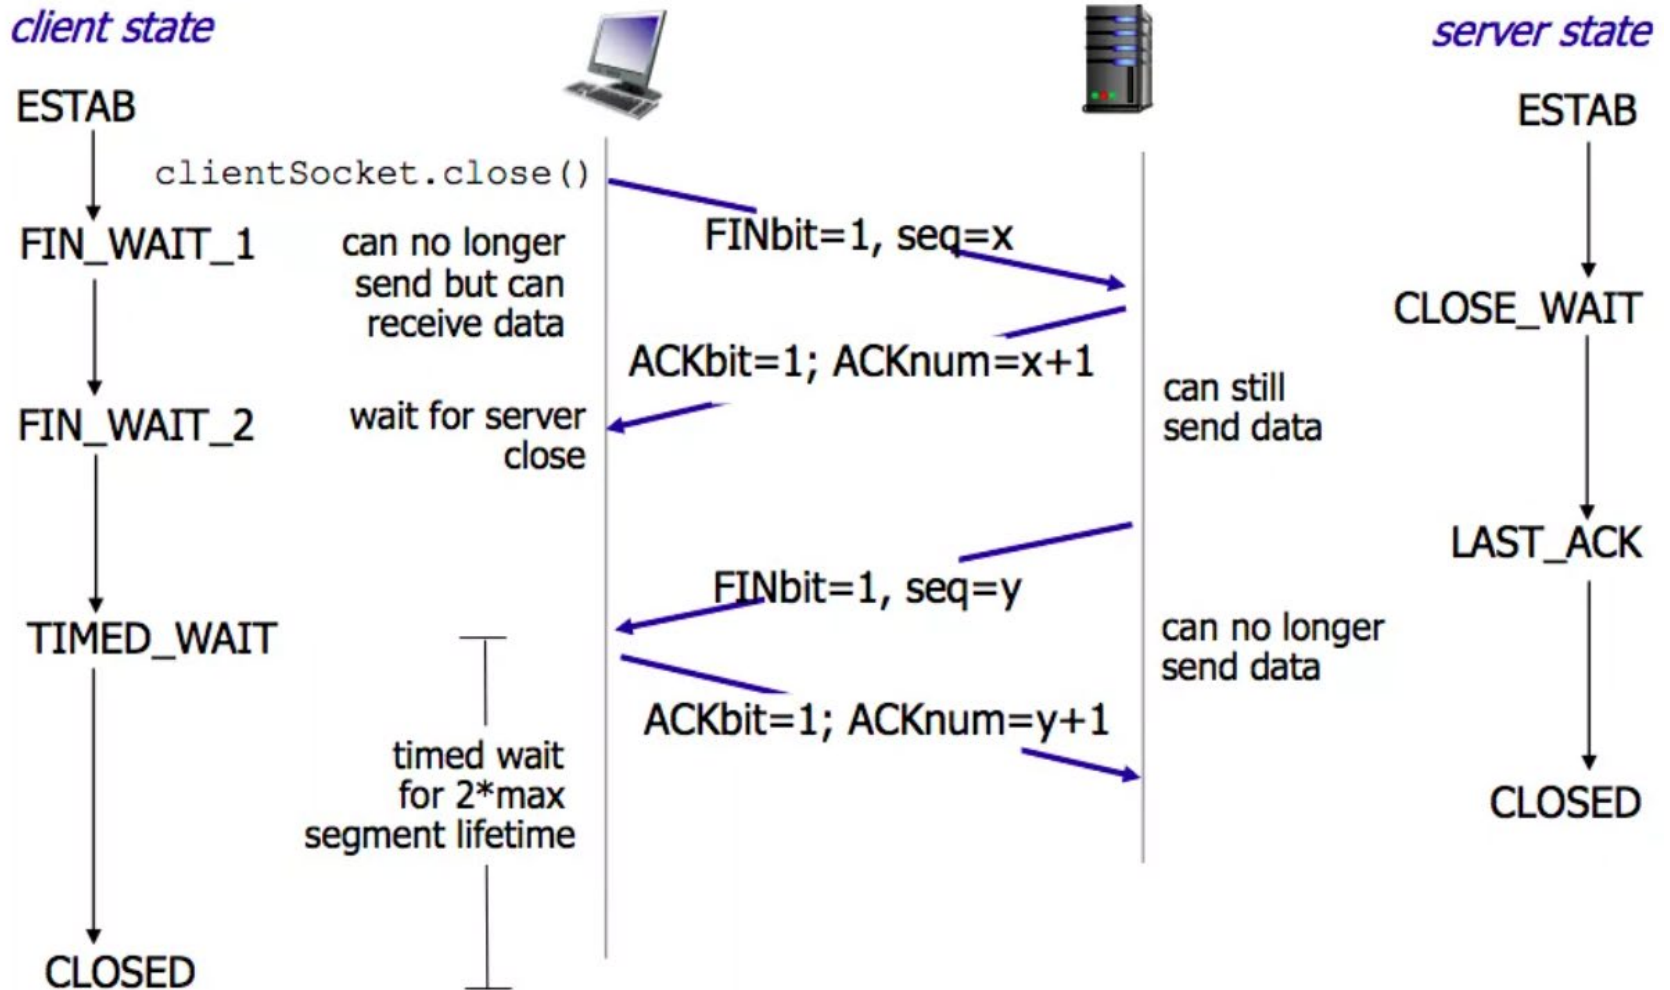 client state
server state
ESTAB
ESTAB
clientSocket.close()
FINbit=1, seq=x
FIN_WAIT_1
can no longer
send but can
receive data
CLOSE_WAIT
ACKbit=1; ACKnum=x+1
can still
send data
FIN_WAIT_2
wait for server
close
LAST_ACK
FINbit=1, seq=y
can no longer
send data
TIMED_WAIT
ACKbit=1; ACKnum=y+1
timed wait
for 2*max
segment lifetime
CLOSED
CLOSED